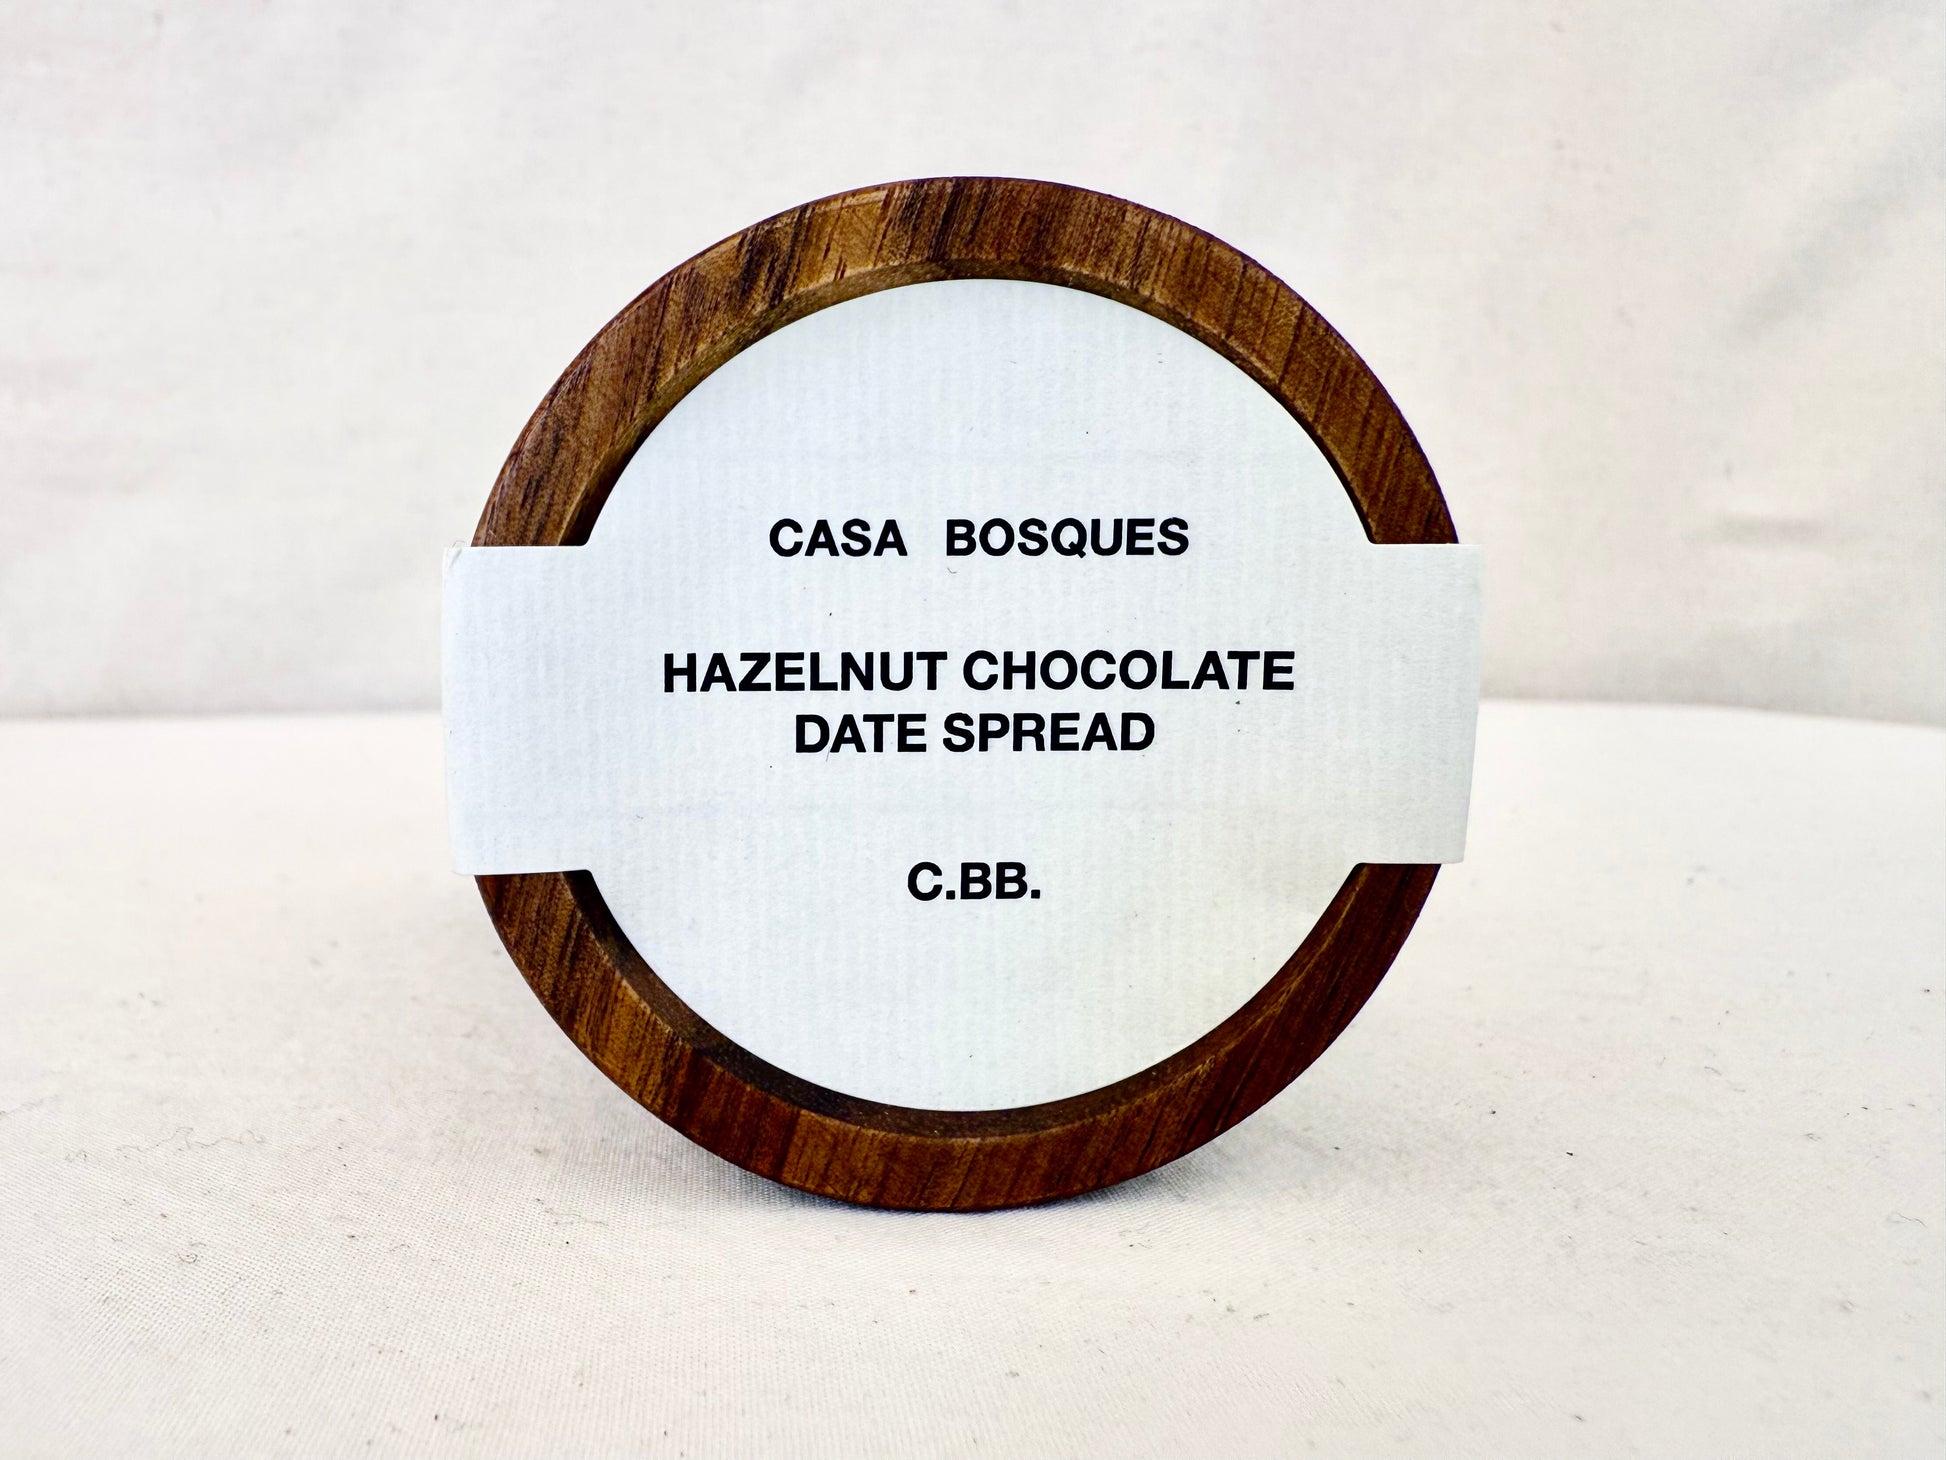 CASA BOSQUES
HAZELNUT CHOCOLATE
DATE SPREAD
C.BB.